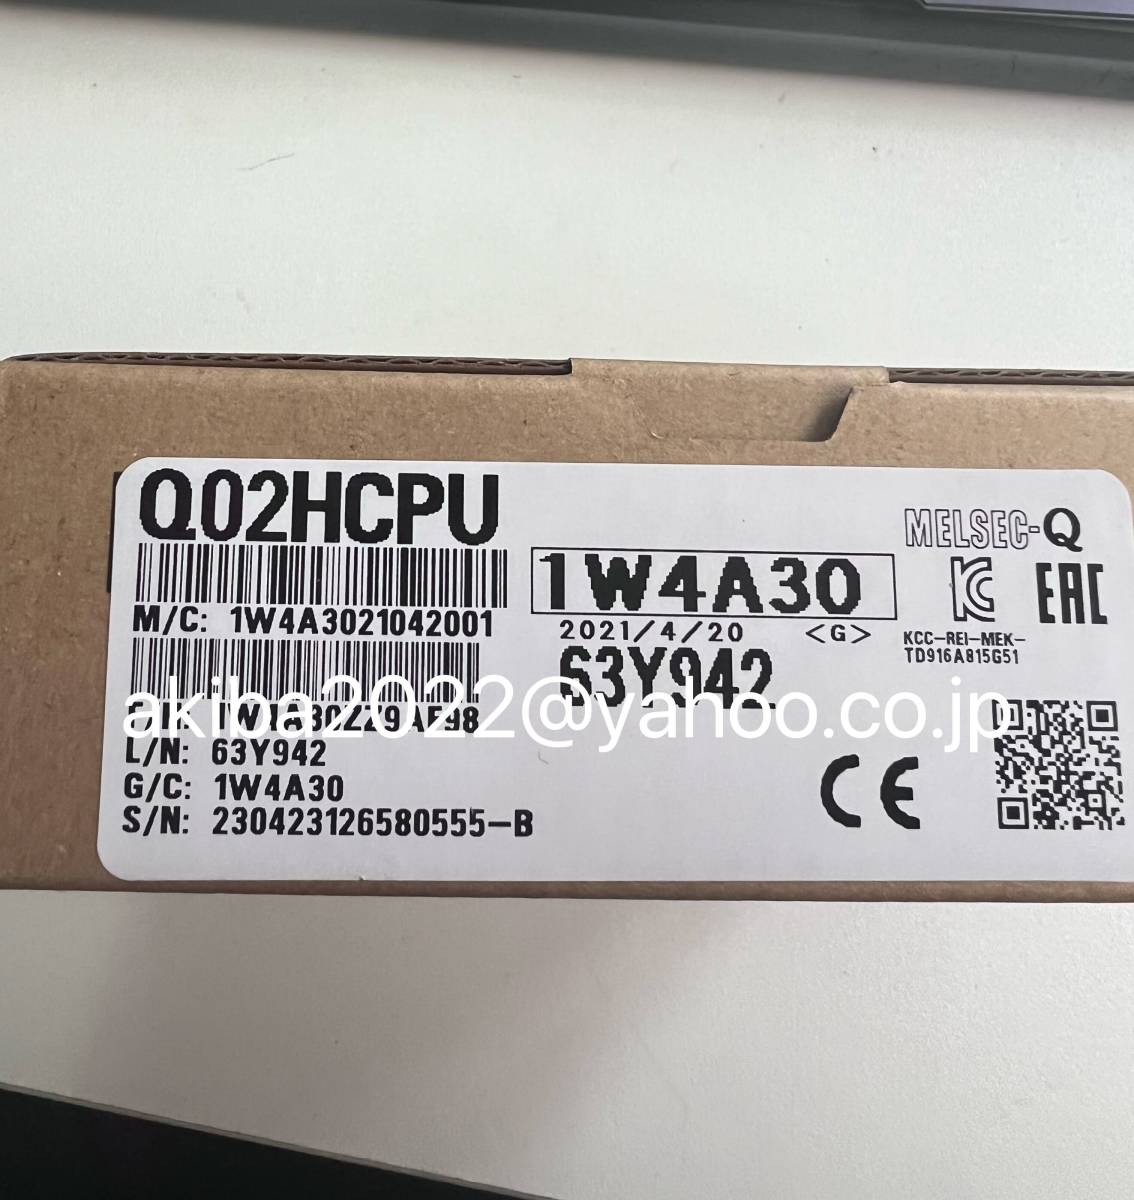 Q02HCPU
MELSEC-Q
1W4A30
M/C: 1W4A3021042001
2021/4/20 <G>
KCC-REI-MEK-
TD916A815G51
EAC
63Y942
akiba2022@yahoo.co.jp
L/N: 63Y942
G/C: 1W4A30
CE
S/N: 230423126580555-B